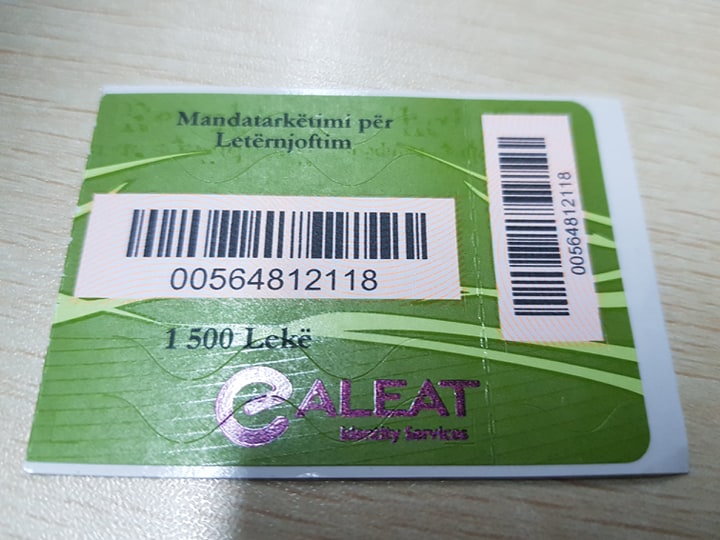 Mandatarkëtimi për
Letërnjoftim
00564812118
1 500 Lekë
ALEAT
Identity Services
00564812118